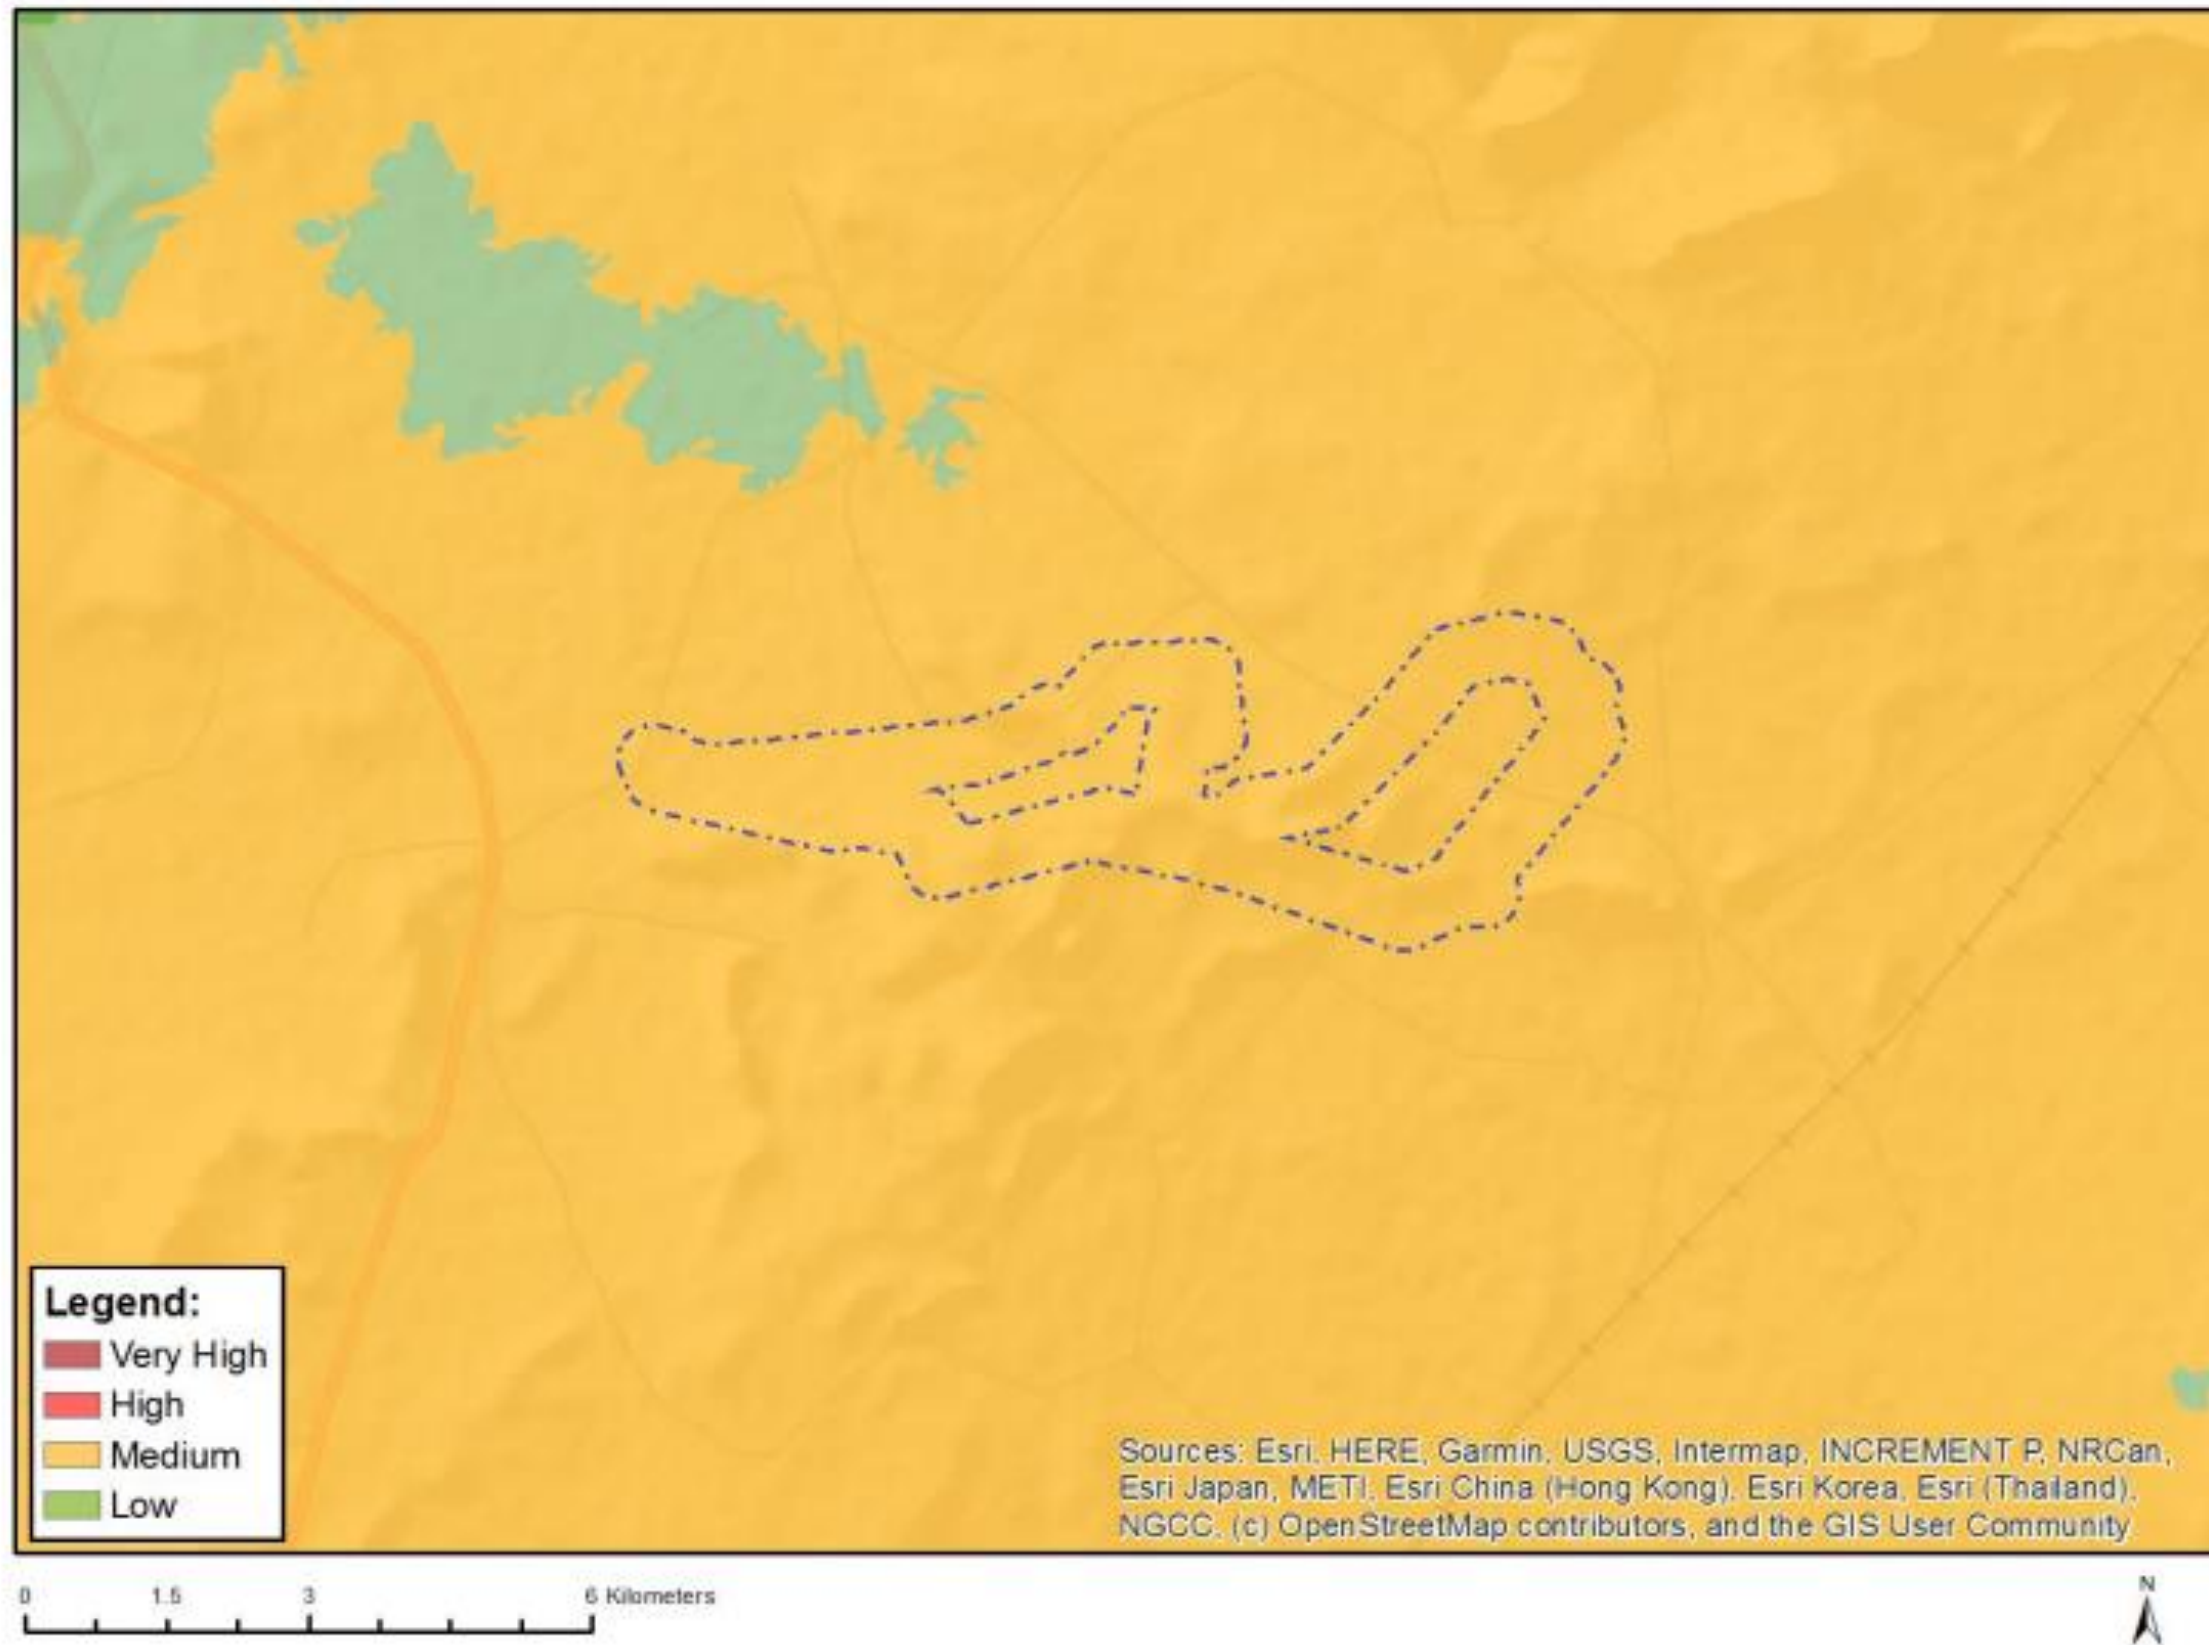 Legend:
Very High
High
Medium
Low
Sources: Esri, HERE, Garmin, USGS, Intermap, INCREMENT P, NRCan,
Esri Japan, METI, Esri China (Hong Kong), Esri Korea, Esri (Thailand),
NGCC, (c) OpenStreetMap contributors, and the GIS User Community
0 1.5 3 6 Kilometers
N